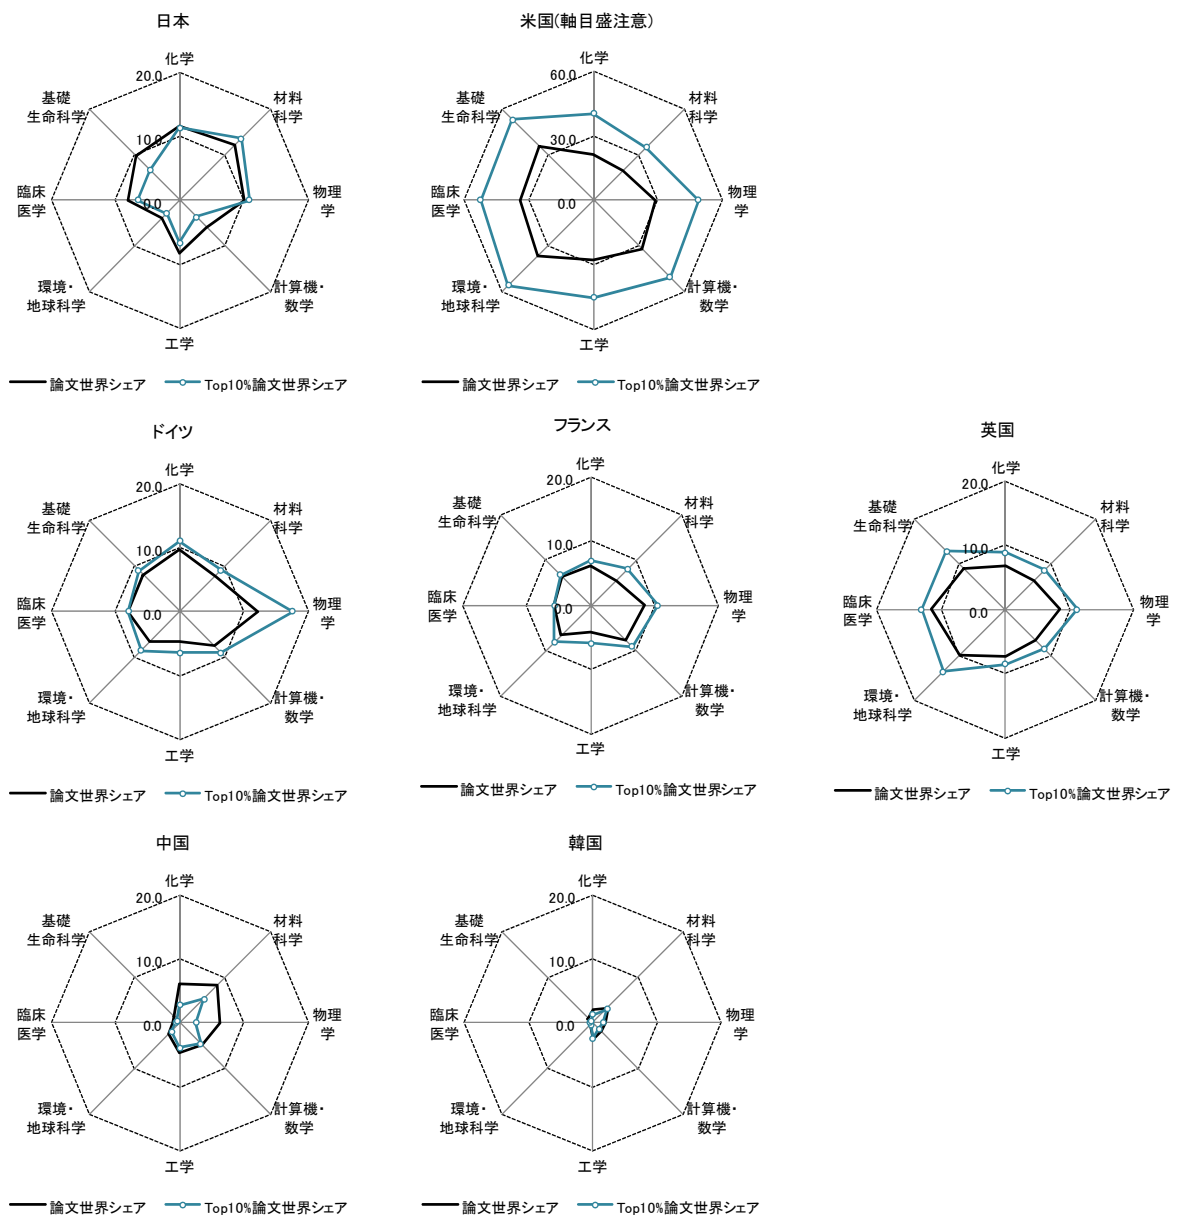 日本
化学
20.0
材料
科学
基礎
生命科学
10.0
臨床
医学
0.0
物理
学
環境・
地球科学
計算機・
数学
工学
論文世界シェア
Top10%論文世界シェア
米国(軸目盛注意)
化学
60.0
材料
科学
基礎
生命科学
30.0
臨床
医学
0.0
物理
学
環境・
地球科学
計算機・
数学
工学
論文世界シェア
Top10%論文世界シェア
ドイツ
化学
20.0
材料
科学
基礎
生命科学
10.0
臨床
医学
0.0
物理
学
環境・
地球科学
計算機・
数学
工学
論文世界シェア
Top10%論文世界シェア
フランス
化学
20.0
材料
科学
基礎
生命科学
10.0
臨床
医学
0.0
物理
学
環境・
地球科学
計算機・
数学
工学
論文世界シェア
Top10%論文世界シェア
英国
化学
20.0
材料
科学
基礎
生命科学
10.0
臨床
医学
0.0
物理
学
環境・
地球科学
計算機・
数学
工学
論文世界シェア
Top10%論文世界シェア
中国
化学
20.0
材料
科学
基礎
生命科学
10.0
臨床
医学
0.0
物理
学
環境・
地球科学
計算機・
数学
工学
論文世界シェア
Top10%論文世界シェア
韓国
化学
20.0
材料
科学
基礎
生命科学
10.0
臨床
医学
0.0
物理
学
環境・
地球科学
計算機・
数学
工学
論文世界シェア
Top10%論文世界シェア